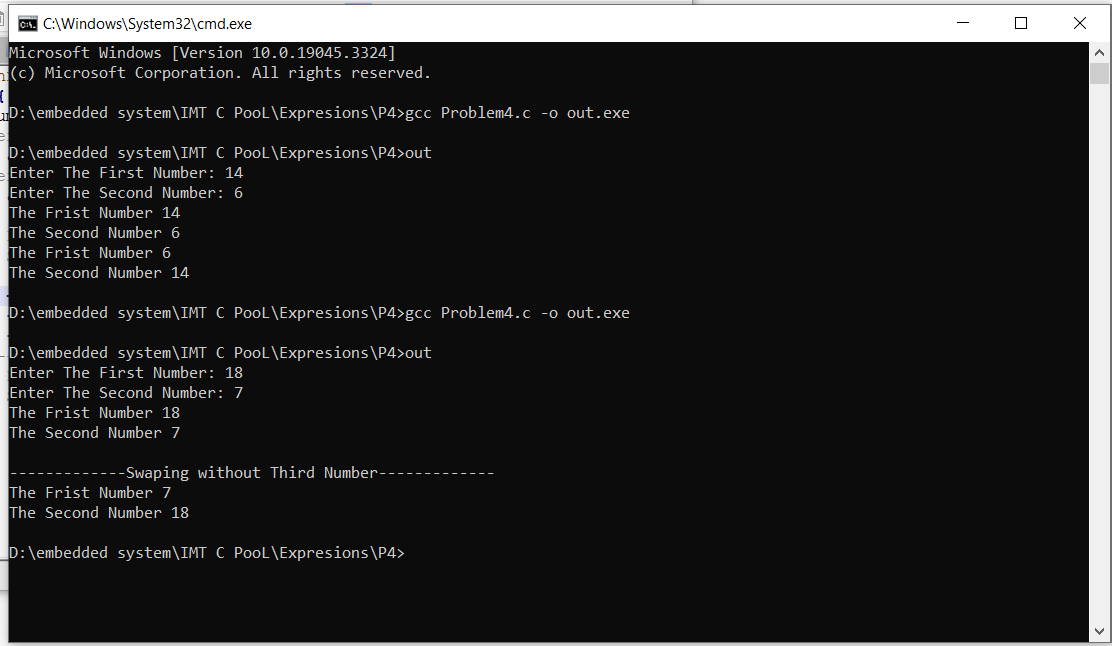 C:\Windows\System32\cmd.exe
Microsoft Windows [Version 10.0.19045.3324]
(c) Microsoft Corporation. All rights reserved.
D:\embedded system\IMT C PooL\Expresions\P4>gcc Problem4.c -o out.exe
D:\embedded system\IMT C PooL\Expresions\P4>out
Enter The First Number: 14
Enter The Second Number: 6
The Frist Number 14
The Second Number 6
The Frist Number 6
The Second Number 14
D:\embedded system\IMT C PooL\Expresions\P4>gcc Problem4.c -o out.exe
D:\embedded system\IMT C PooL\Expresions\P4>out
Enter The First Number: 18
Enter The Second Number: 7
The Frist Number 18
The Second Number 7
-------------Swaping without Third Number-------------
The Frist Number 7
The Second Number 18
D:\embedded system\IMT C PooL\Expresions\P4>